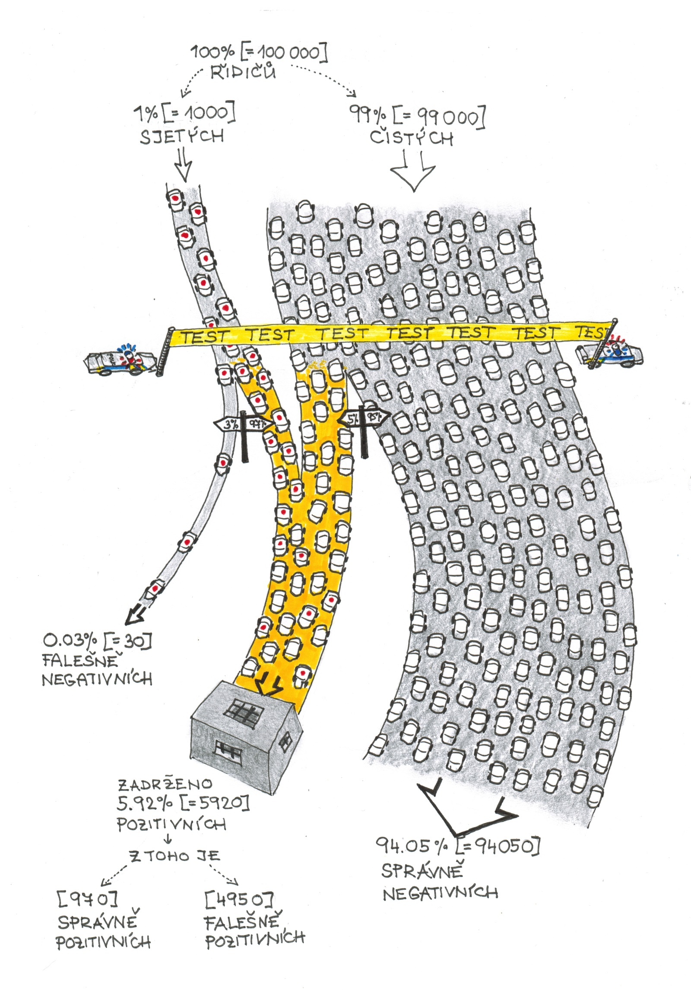 100% [= 100 000]
ŘIDIČŮ
1% [= 1000]
SJETÝCH
99% [= 99000]
ČISTÝCH
TEST TEST TEST TEST TEST TEST TEST
POLI
3% 97%
5% 95%
0.03% [= 30]
FALEŠNĚ
NEGATIVNÍCH
ZADRŽENO
5.92% [= 5920]
POZITIVNÍCH
Z TOHO JE
[970]
SPRÁVNĚ
POZITIVNÍCH
[4950]
FALEŠNĚ
POZITIVNÍCH
94.05% [= 94050]
SPRÁVNĚ
NEGATIVNÍCH